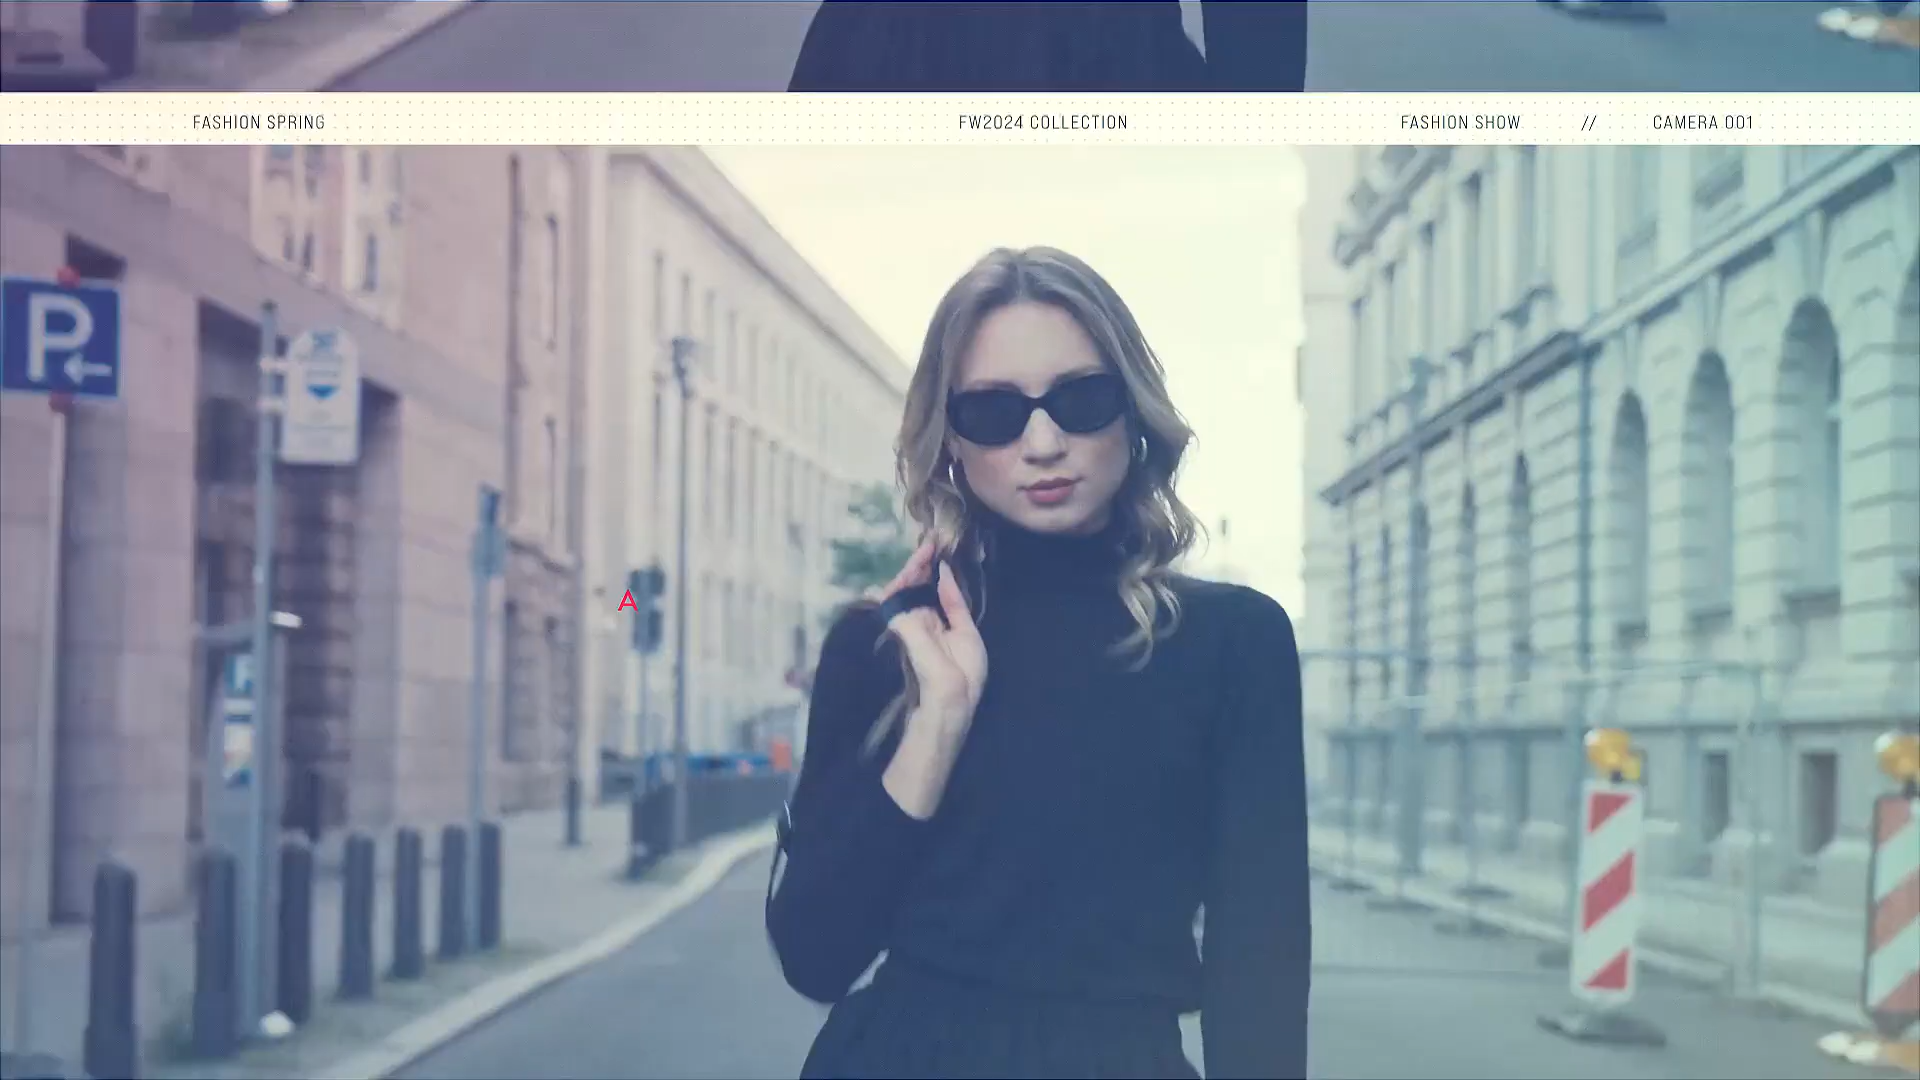 FASHION SPRING
FW2024 COLLECTION
FASHION SHOW // CAMERA 001
P
A